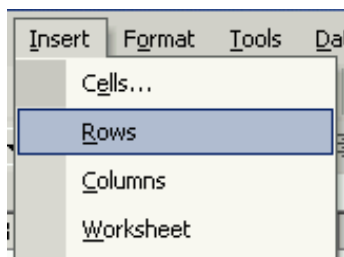 Insert Format Tools Da
Cells...
Rows
Columns
Worksheet